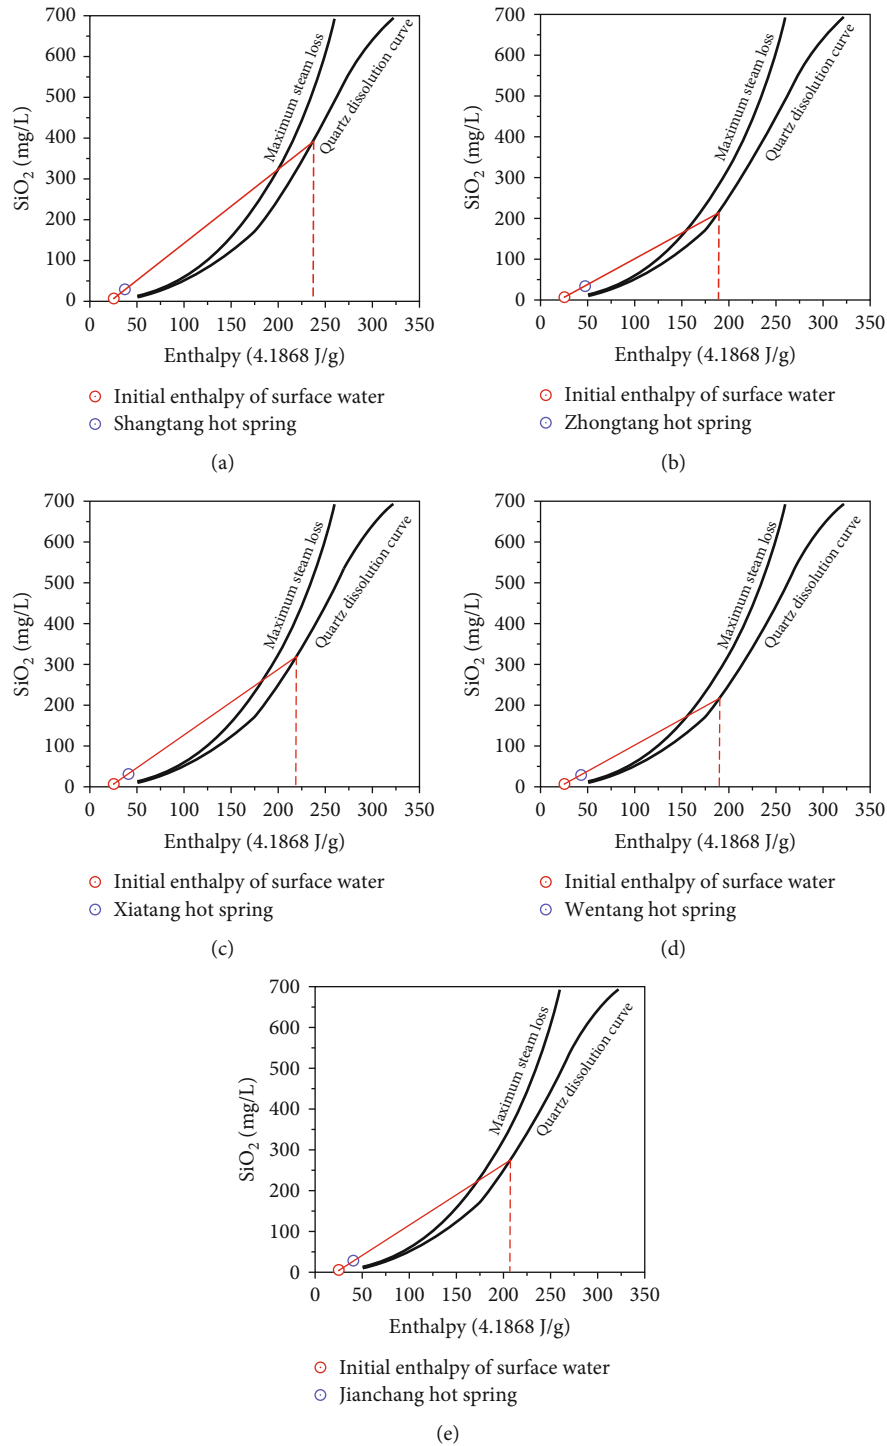 700
600
500
400
300
200
100
0
SiO2 (mg/L)
Maximum steam loss
Quartz dissolution curve
0 50 100 150 200 250 300 350
Enthalpy (4.1868 J/g)
Initial enthalpy of surface water
Shangtang hot spring
(a)
700
600
500
400
300
200
100
0
SiO2 (mg/L)
Maximum steam loss
Quartz dissolution curve
0 50 100 150 200 250 300 350
Enthalpy (4.1868 J/g)
Initial enthalpy of surface water
Zhongtang hot spring
(b)
700
600
500
400
300
200
100
0
SiO2 (mg/L)
Maximum steam loss
Quartz dissolution curve
0 50 100 150 200 250 300 350
Enthalpy (4.1868 J/g)
Initial enthalpy of surface water
Xiatang hot spring
(c)
700
600
500
400
300
200
100
0
SiO2 (mg/L)
Maximum steam loss
Quartz dissolution curve
0 50 100 150 200 250 300 350
Enthalpy (4.1868 J/g)
Initial enthalpy of surface water
Wentang hot spring
(d)
700
600
500
400
300
200
100
0
SiO2 (mg/L)
Maximum steam loss
Quartz dissolution curve
0 50 100 150 200 250 300 350
Enthalpy (4.1868 J/g)
Initial enthalpy of surface water
Jianchang hot spring
(e)